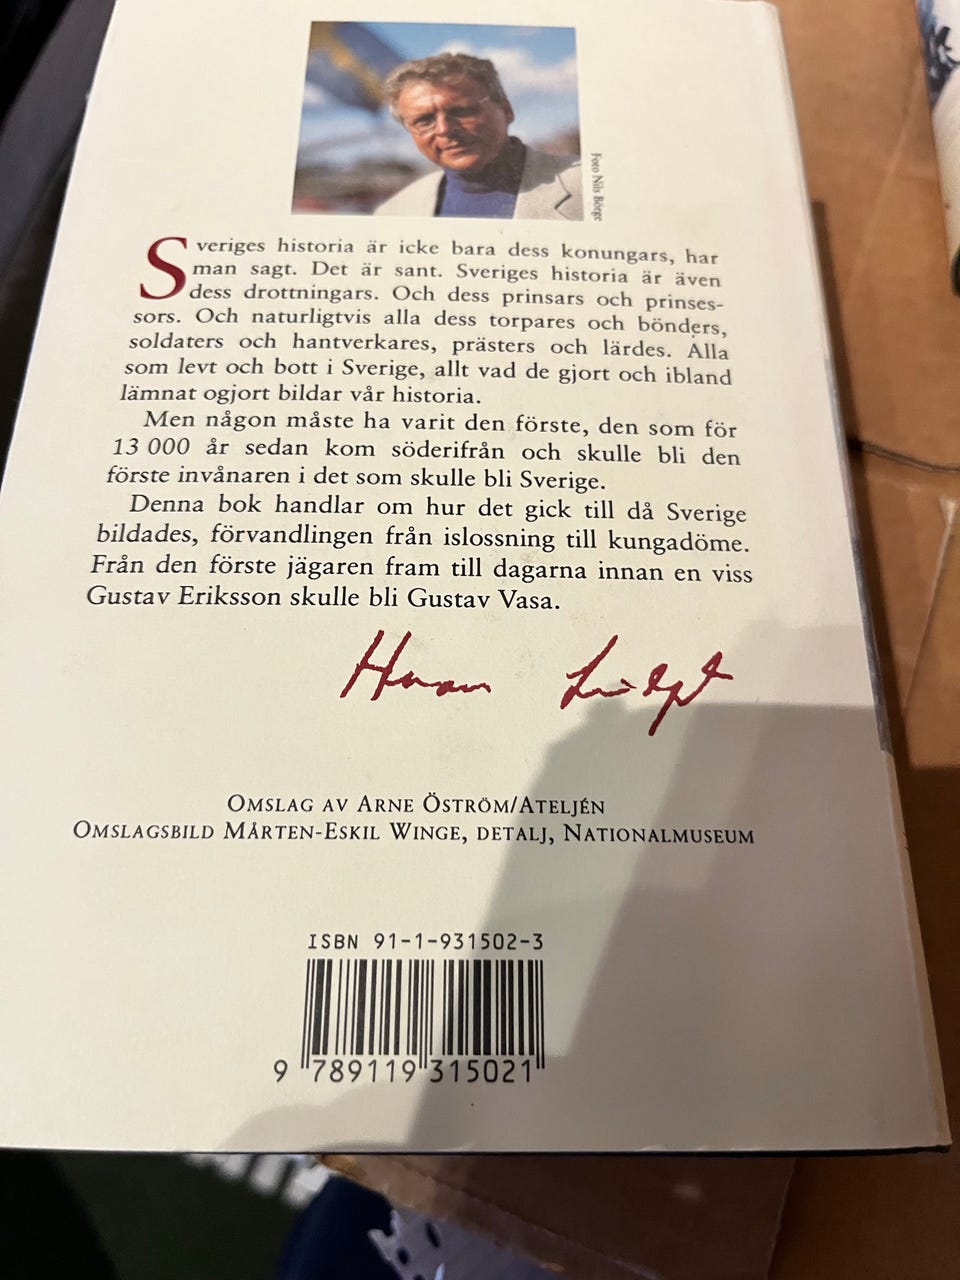 Foto Nils Börge
Sveriges historia är icke bara dess konungars, har
man sagt. Det är sant. Sveriges historia är även
dess drottningars. Och dess prinsars och prinses-
sors. Och naturligtvis alla dess torpares och bönders,
soldaters och hantverkares, prästers och lärdes. Alla
som levt och bott i Sverige, allt vad de gjort och ibland
lämnat ogjort bildar vår historia.
Men någon måste ha varit den förste, den som för
13 000 år sedan kom söderifrån och skulle bli den
förste invånaren i det som skulle bli Sverige.
Denna bok handlar om hur det gick till då Sverige
bildades, förvandlingen från islossning till kungadöme.
Från den förste jägaren fram till dagarna innan en viss
Gustav Eriksson skulle bli Gustav Vasa.
OMSLAG AV ARNE ÖSTRÖM/ATELJÉN
OMSLAGSBILD MÅRTEN-ESKIL WINGE, DETALJ, NATIONALMUSEUM
ISBN 91-1-931502-3
9 789119 315021